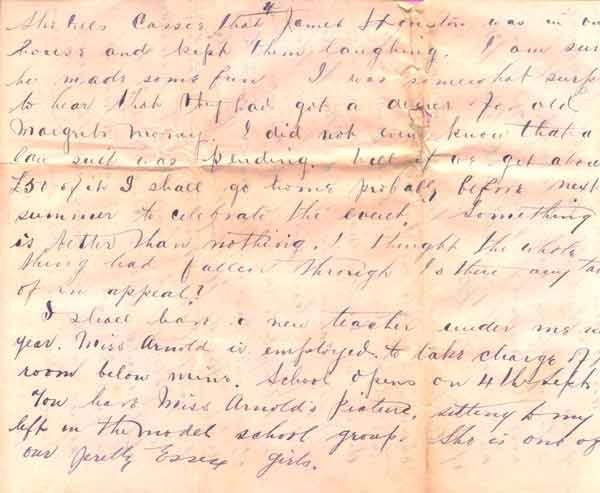 She tells Cassie that James Houston was in our
house and kept them laughing. I am sure
he made some fun I was somewhat surp
to hear that they had got a decree for old
Margrets money. I did not even know that a
law suit was pending. Well if we get about
£50 of it I shall go home probably before next
summer to celebrate the event. Something
is better than nothing. I thought the whole
thing had fallen through Is there any tal
of an appeal?
I shall have a new teacher under me
year. Miss Arnold is employed to take charge of
room below mine. School opens on 4th Sept
You have Miss Arnold's picture, sitting to my
left in the model school group. She is one of
our pretty Essex girls.